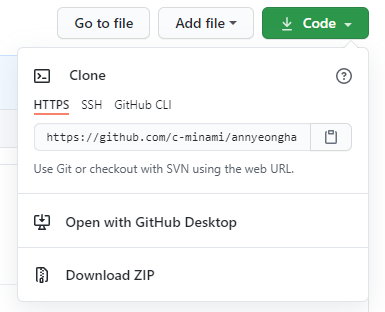 Go to file Add file Code
Clone
HTTPS SSH GitHub CLI
https://github.com/c-minami/annyeongha
Use Git or checkout with SVN using the web URL.
Open with GitHub Desktop
Download ZIP